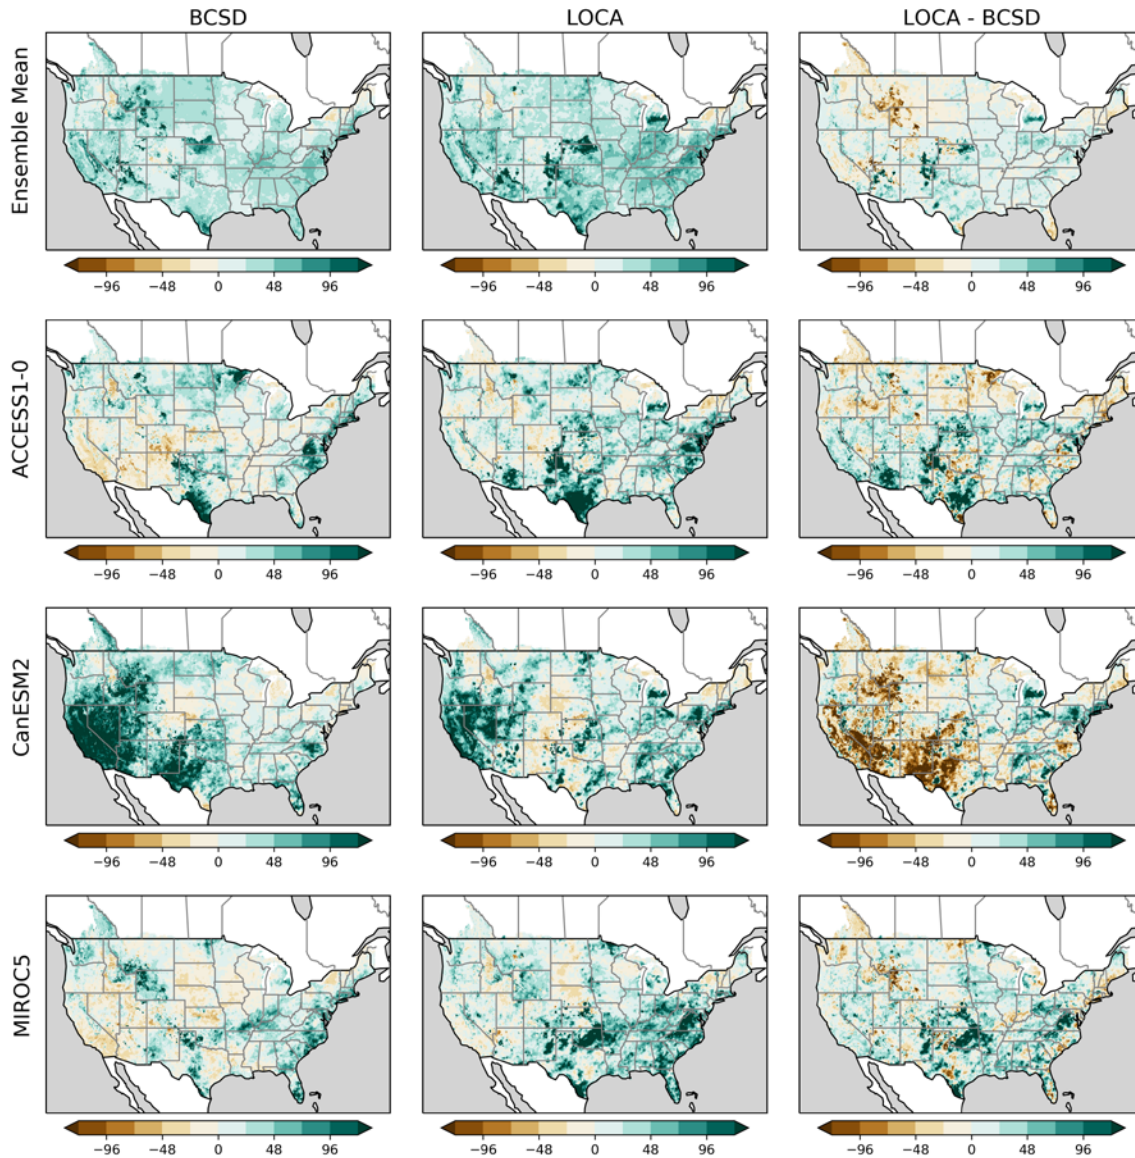 BCSD LOCA LOCA - BCSD
Ensemble Mean
−96 −48 0 48 96 −96 −48 0 48 96 −96 −48 0 48 96
ACCESS1-0
−96 −48 0 48 96 −96 −48 0 48 96 −96 −48 0 48 96
CanESM2
−96 −48 0 48 96 −96 −48 0 48 96 −96 −48 0 48 96
MIROC5
−96 −48 0 48 96 −96 −48 0 48 96 −96 −48 0 48 96